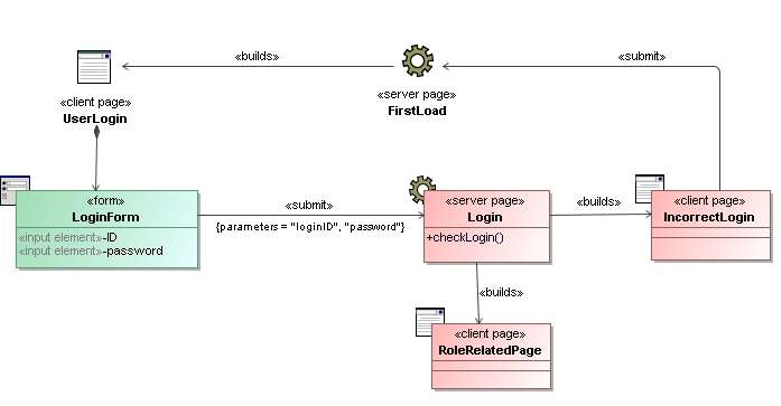 «builds»
«submit»
«client page»
UserLogin
«server page»
FirstLoad
«form»
LoginForm
«input element»-ID
«input element»-password
«submit»
{parameters = "loginID", "password"}
«server page»
Login
+checkLogin()
«builds»
«client page»
IncorrectLogin
«builds»
«client page»
RoleRelatedPage